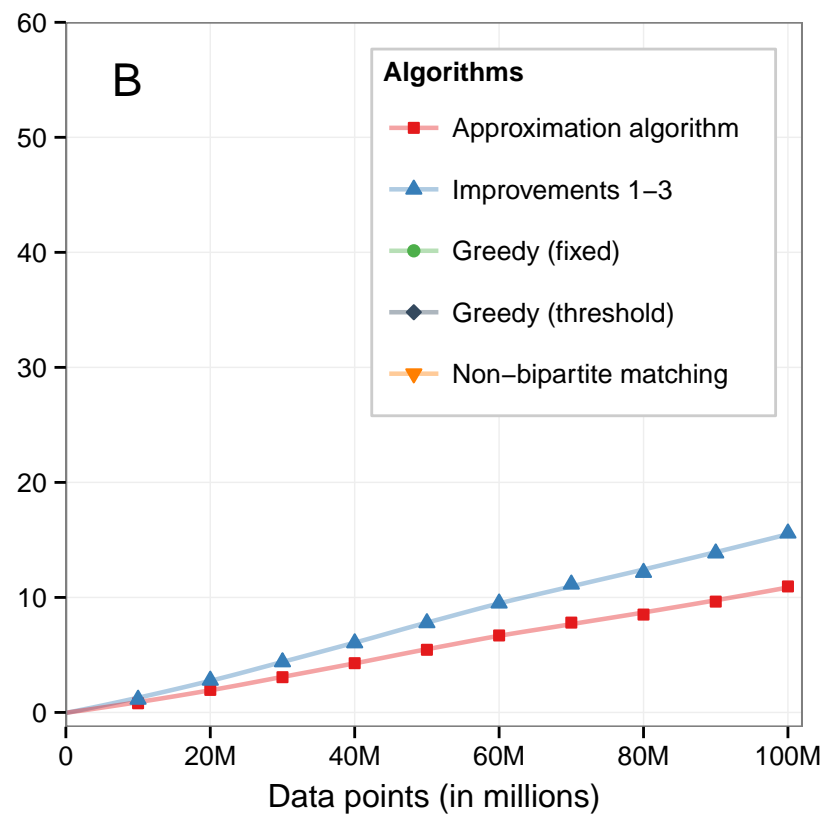 B
Algorithms
Approximation algorithm
Improvements 1−3
Greedy (fixed)
Greedy (threshold)
Non−bipartite matching
60
50
40
30
20
10
0
0 20M 40M 60M 80M 100M
Data points (in millions)